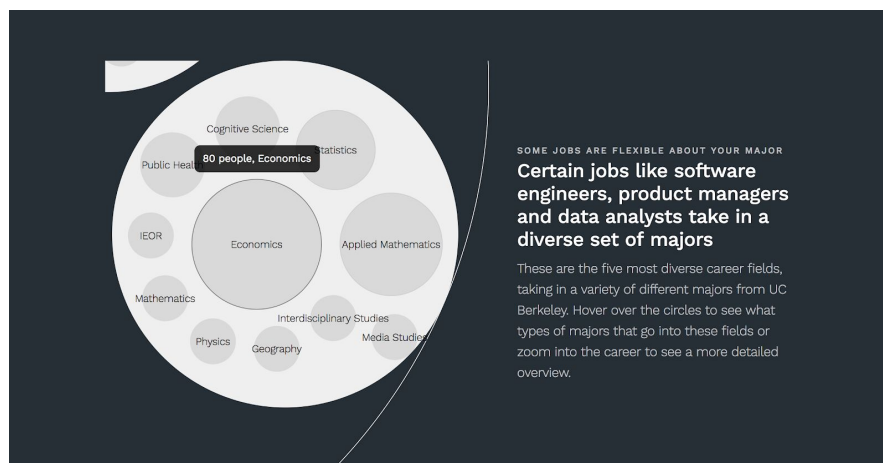 Cognitive Science
Statistics
80 people, Economics
Public Health
IEOR
Economics
Applied Mathematics
Mathematics
Interdisciplinary Studies
Media Studies
Physics
Geography
SOME JOBS ARE FLEXIBLE ABOUT YOUR MAJOR
Certain jobs like software
engineers, product managers
and data analysts take in a
diverse set of majors
These are the five most diverse career fields,
taking in a variety of different majors from UC
Berkeley. Hover over the circles to see what
types of majors that go into these fields or
zoom into the career to see a more detailed
overview.